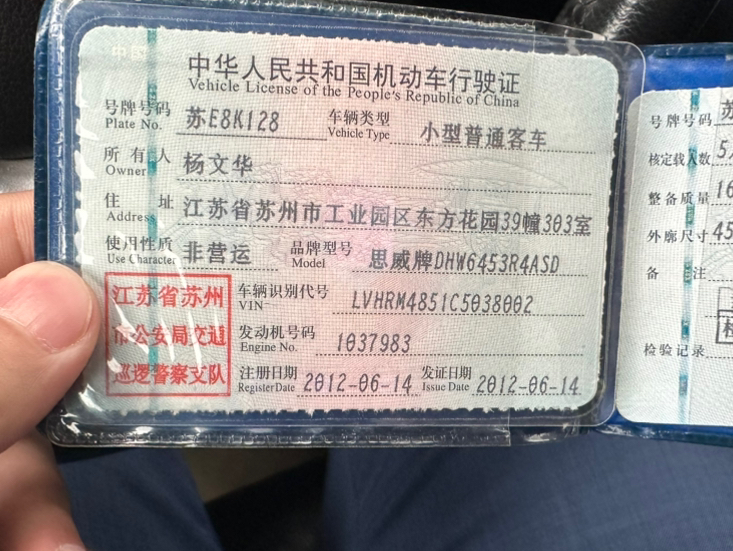 中华人民共和国机动车行驶证
Vehicle License of the People's Republic of China
号牌号码 苏E8K128 车辆类型 小型普通客车
Plate No. Vehicle Type
所有人 杨文华
Owner
住址 江苏省苏州市工业园区东方花园39幢303室
Address
使用性质 非营运 品牌型号 思威牌DHW6453R4ASD
Use Character Model
江苏省苏州
市公安局交通
巡逻警察支队
车辆识别代号 LVHRM4851C5038002
VIN
发动机号码 1037983
Engine No.
注册日期 2012-06-14 发证日期 2012-06-14
Register Date Issue Date
号牌号码 苏
核定载人数 5
整备质量 16
外廓尺寸 45
备注
检验记录